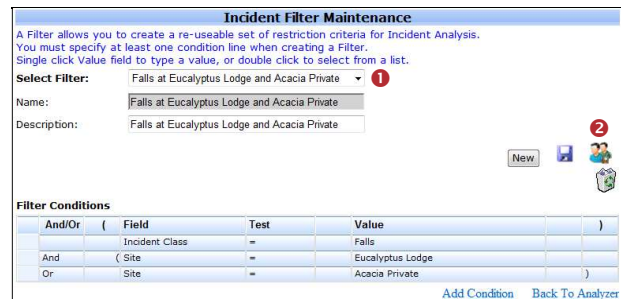 Incident Filter Maintenance
A Filter allows you to create a re-useable set of restriction criteria for Incident Analysis.
You must specify at least one condition line when creating a Filter.
Single click Value field to type a value, or double click to select from a list.
Select Filter: Falls at Eucalyptus Lodge and Acacia Private 1
Name: Falls at Eucalyptus Lodge and Acacia Private
Description: Falls at Eucalyptus Lodge and Acacia Private
2
New
Filter Conditions
And/Or ( Field Test Value )
Incident Class = Falls
And ( Site = Eucalyptus Lodge
Or Site = Acacia Private )
Add Condition Back To Analyzer